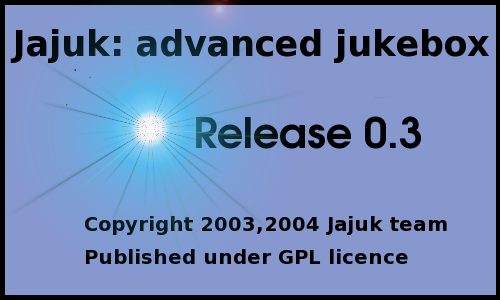 Jajuk: advanced jukebox
Release 0.3
Copyright 2003,2004 Jajuk team
Published under GPL licence